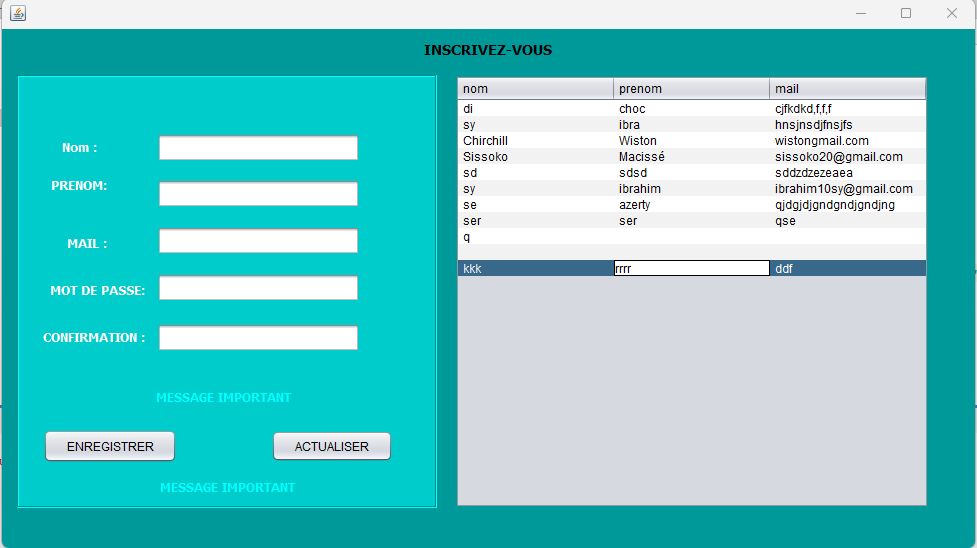 INSCRIVEZ-VOUS
Nom :
PRENOM:
MAIL :
MOT DE PASSE:
CONFIRMATION :
MESSAGE IMPORTANT
ENREGISTRER ACTUALISER
MESSAGE IMPORTANT
nom prenom mail
di choc cjfkdkd,f,f,f
sy ibra hnsjnsdjfnsjfs
Chirchill Wiston wistongmail.com
Sissoko Macissé sissoko20@gmail.com
sd sdsd sddzdzezeaea
sy ibrahim ibrahim10sy@gmail.com
se azerty qjdgjdjgndgndjgndjng
ser ser qse
q
kkk rrrr ddf